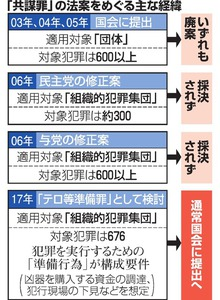 「共謀罪」の法案をめぐる主な経緯
03年、04年、05年 国会に提出
適用対象「団体」
対象犯罪は600以上
いずれも廃案
06年 民主党の修正案
適用対象「組織的犯罪集団」
対象犯罪は約300
採決されず
06年 与党の修正案
適用対象「組織的犯罪集団」
対象犯罪は600以上
採決されず
17年 「テロ等準備罪」として検討
適用対象「組織的犯罪集団」
対象犯罪は676
犯罪を実行するための
「準備行為」が構成要件
(凶器を購入する資金の調達、
犯行現場の下見などを想定)
通常国会に提出へ